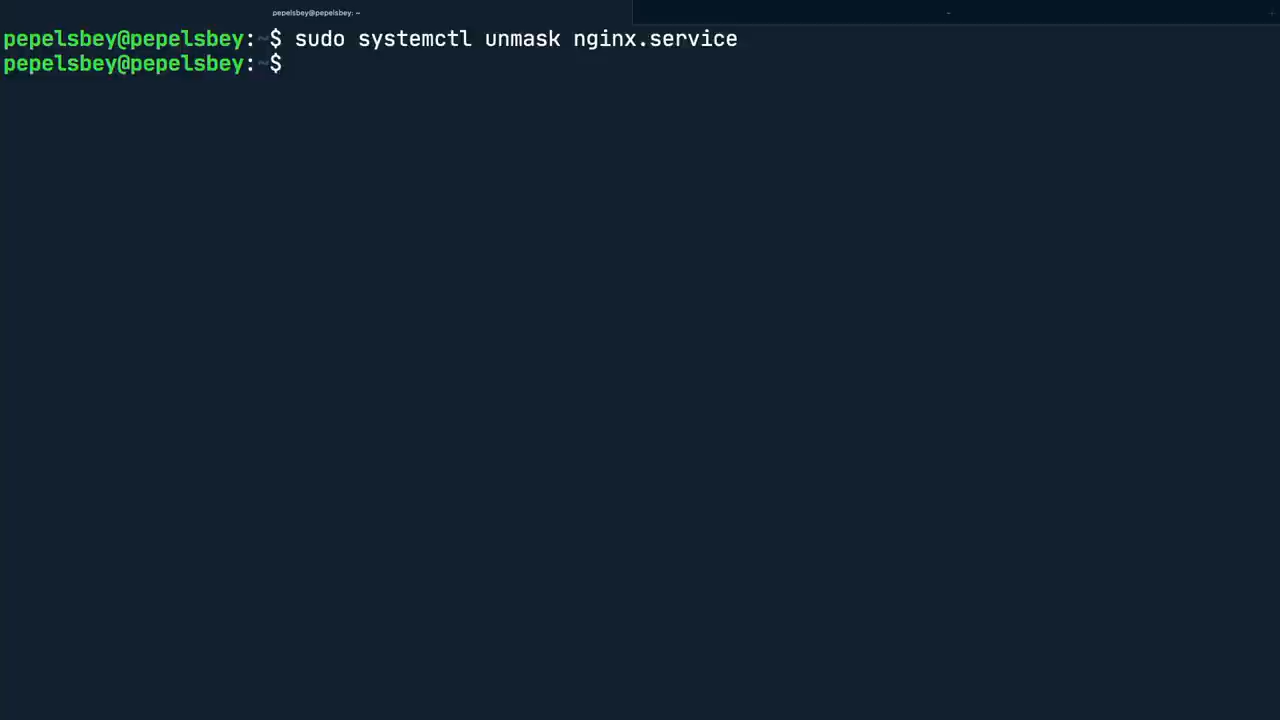 pepelsbey@pepelsbey: ~
~
pepelsbey@pepelsbey:~$ sudo systemctl unmask nginx.service
pepelsbey@pepelsbey:~$